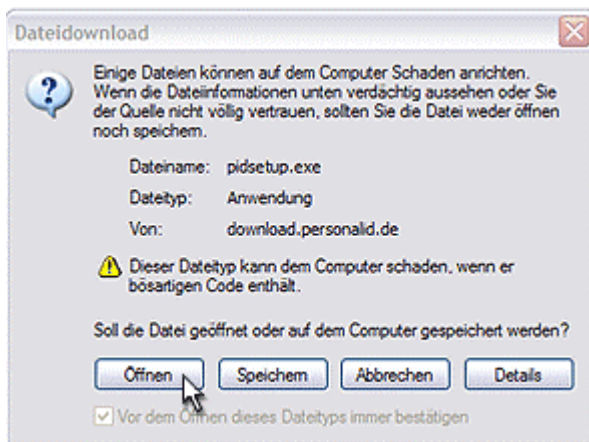 Dateidownload
Einige Dateien können auf dem Computer Schaden anrichten.
Wenn die Dateiinformationen unten verdächtig aussehen oder Sie
der Quelle nicht völlig vertrauen, sollten Sie die Datei weder öffnen
noch speichern.
Dateiname: pidsetup.exe
Dateityp: Anwendung
Von: download.personalid.de
Dieser Dateityp kann dem Computer schaden, wenn er
bösartigen Code enthält.
Soll die Datei geöffnet oder auf dem Computer gespeichert werden?
Öffnen Speichern Abbrechen Details
Vor dem Öffnen dieses Dateityps immer bestätigen